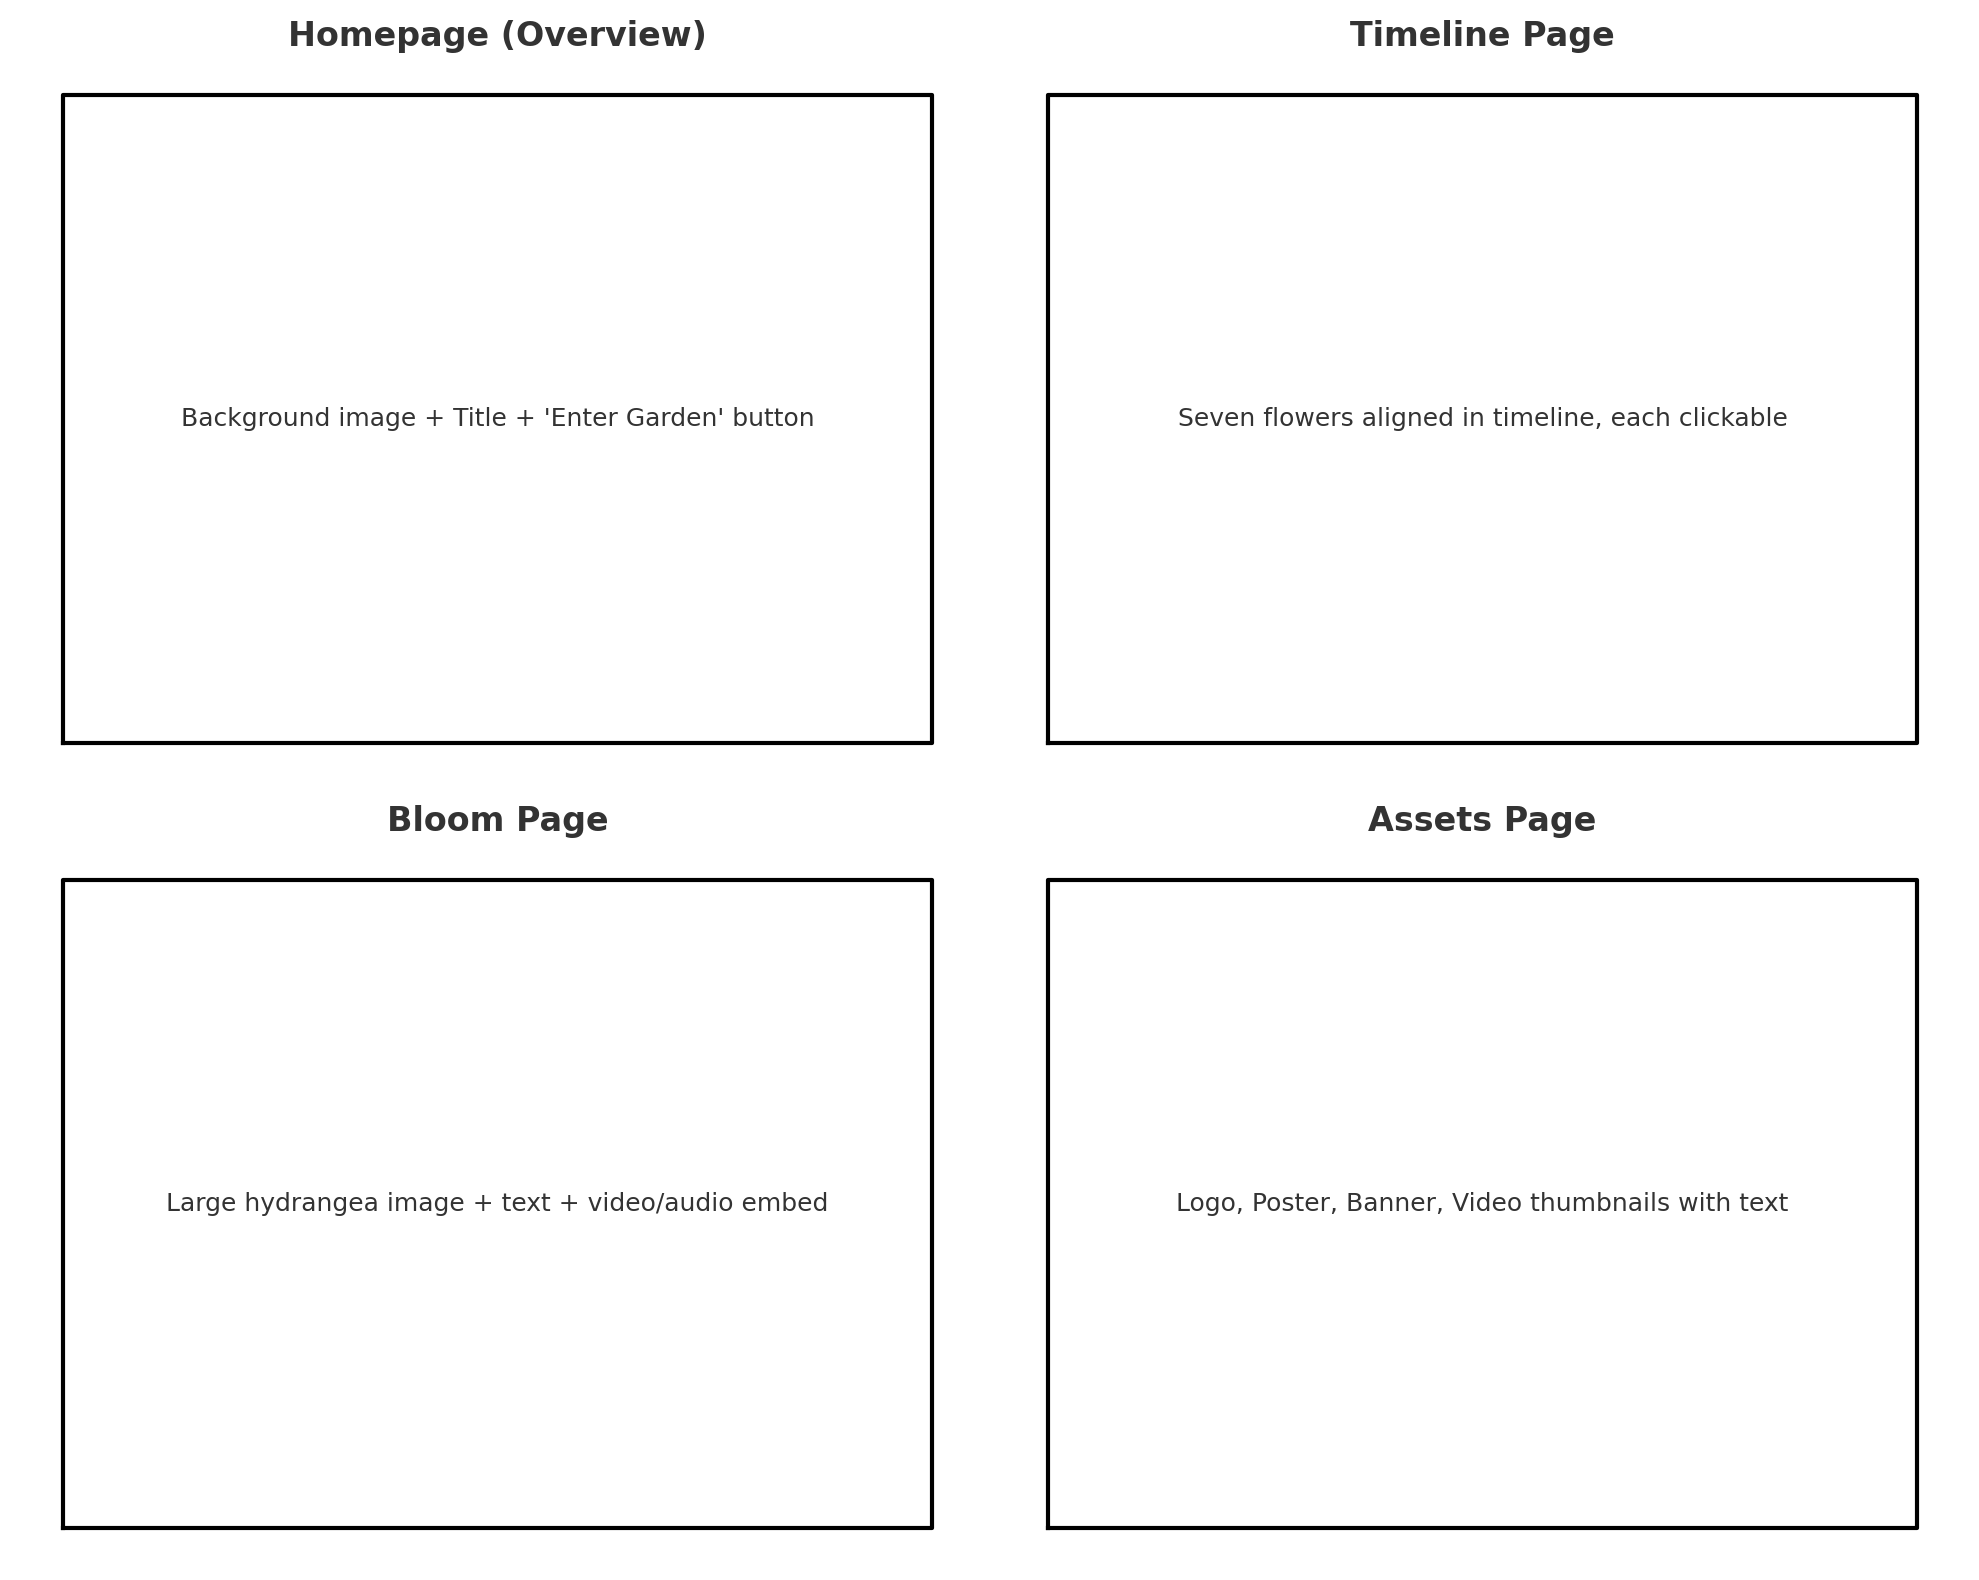 Homepage (Overview)
Background image + Title + 'Enter Garden' button
Timeline Page
Seven flowers aligned in timeline, each clickable
Bloom Page
Large hydrangea image + text + video/audio embed
Assets Page
Logo, Poster, Banner, Video thumbnails with text